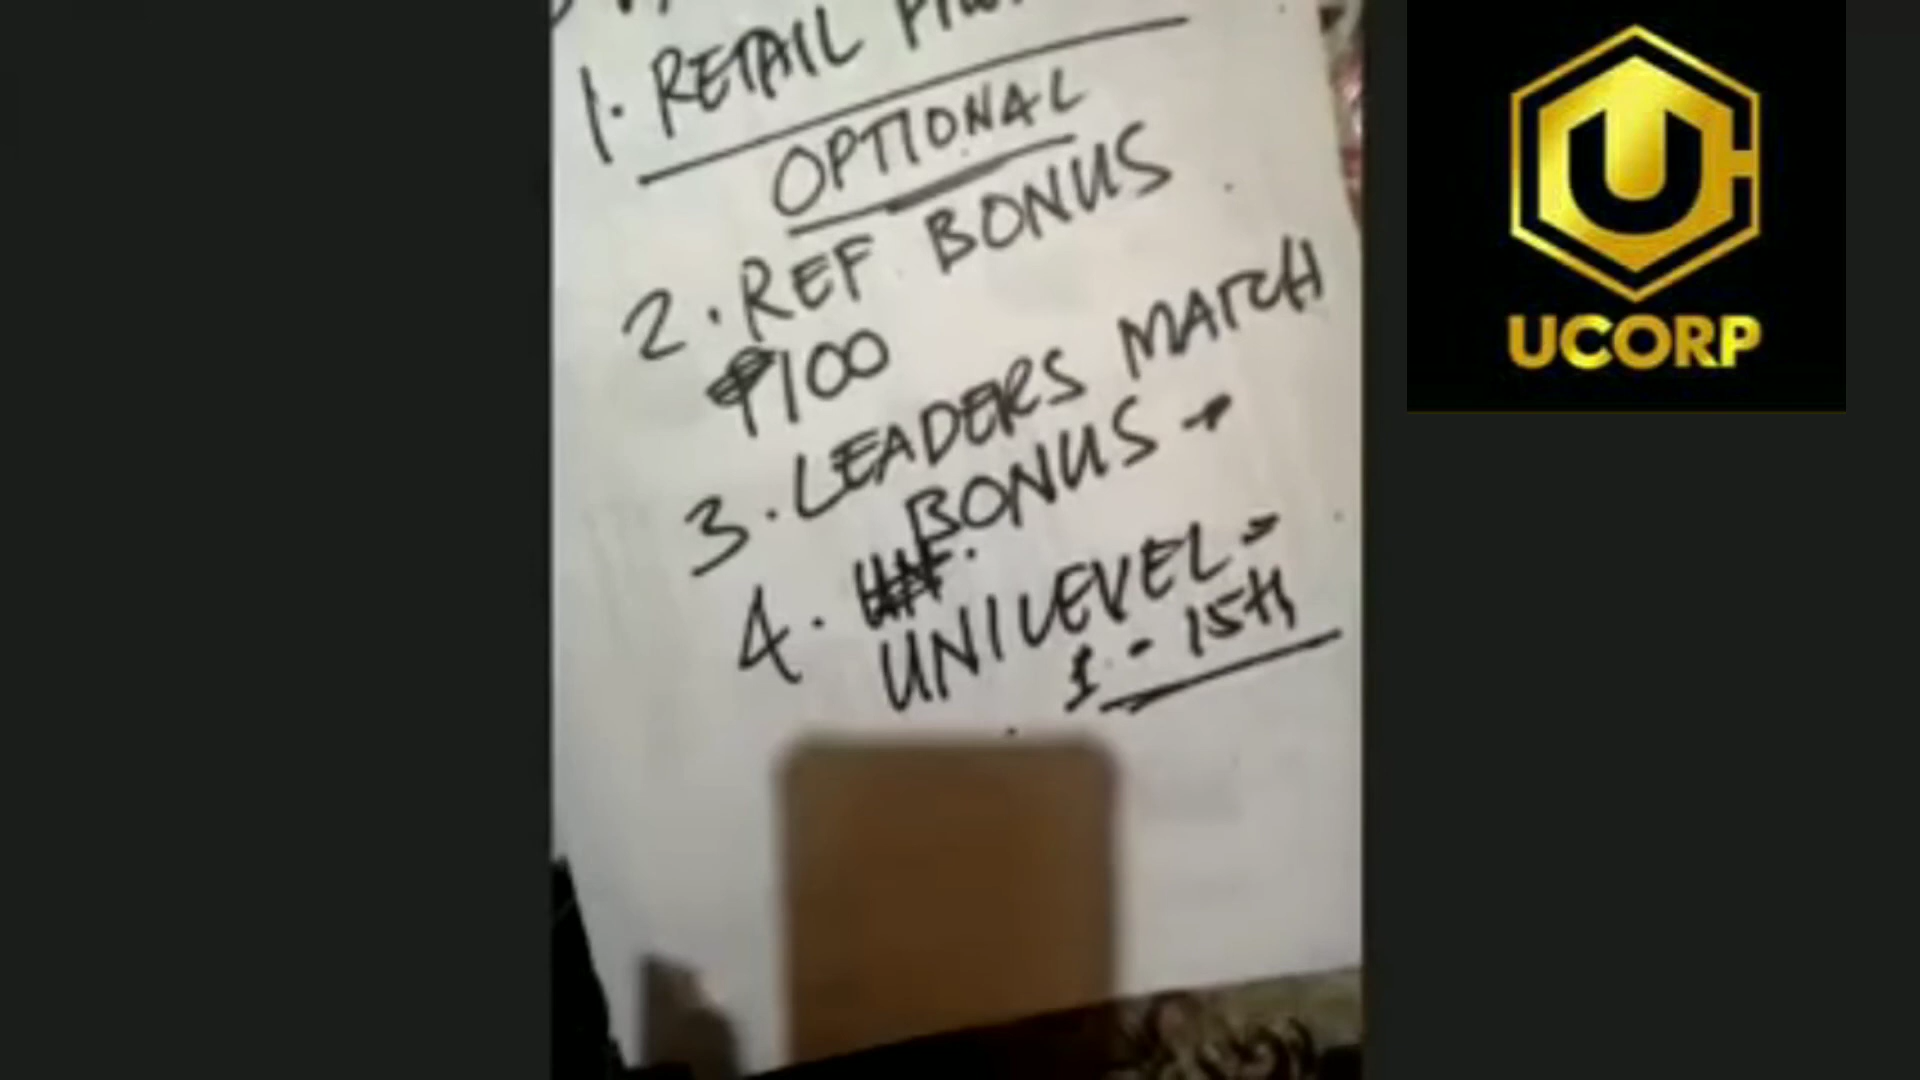 1. RETAIL
OPTIONAL
2. REF BONUS
₱100
3. LEADERS MATCH
BONUS -
4.
UNILEVEL -
1 - 15th
UCORP